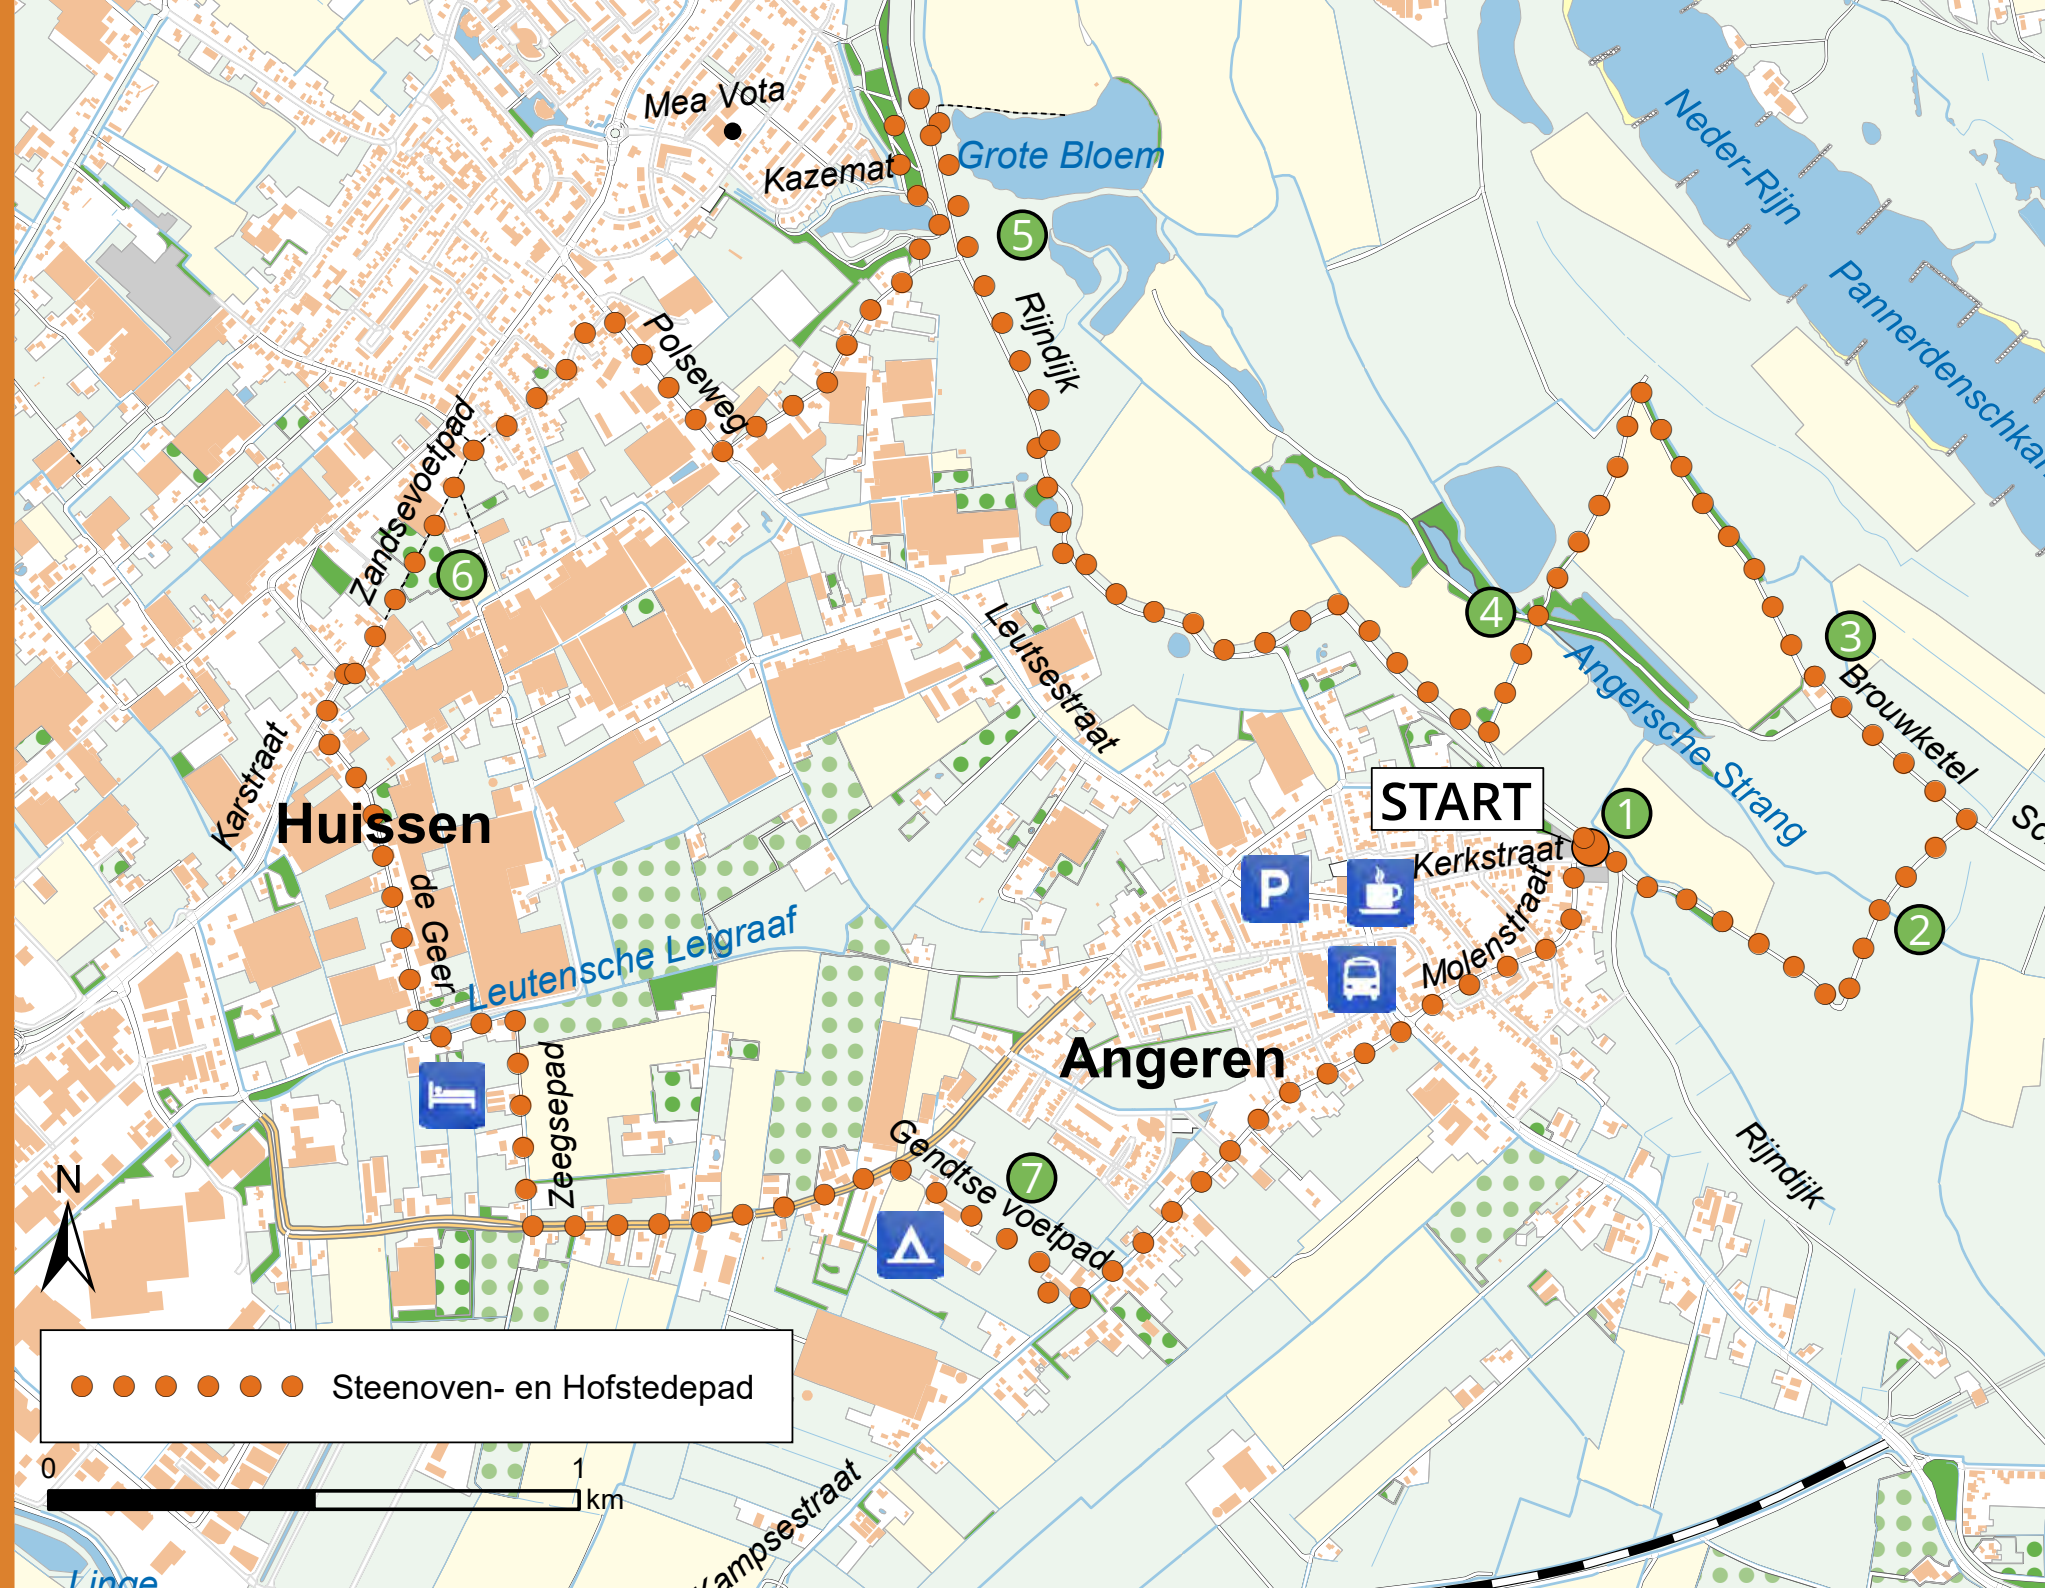 Mea Vota
Kazemat
Grote Bloem
Neder-Rijn
Pannerdenschkan
5
Rijndijk
Polseweg
Zandsevoetpad
6
4
3
Leutsestraat
Angersche Strang
Brouwketel
Karstraat
Huissen
START
1
Kerkstraat
P
Molenstraat
2
de Geer
Leutensche Leigraaf
Angeren
Zeegsepad
Gendtse voetpad
7
Rijndijk
N
Steenoven- en Hofstedepad
0 1
km
Kampsestraat
Linge